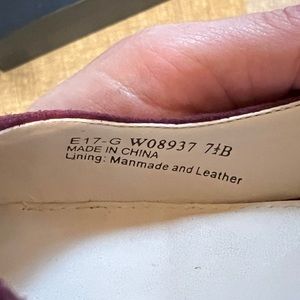 E17-G W08937 7½B
MADE IN CHINA
Lining: Manmade and Leather